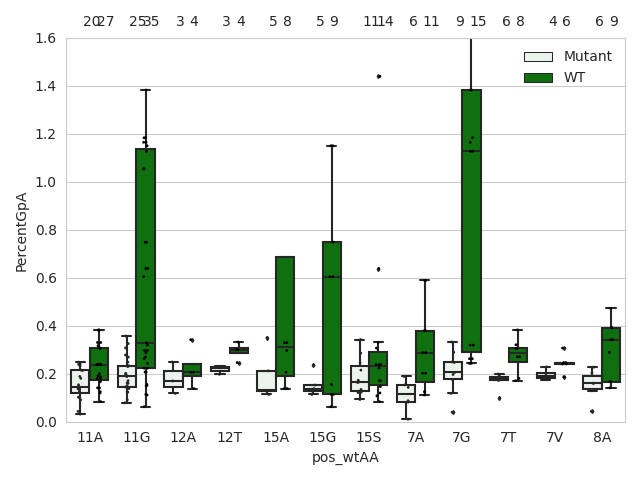 20 27 25 35 3 4 3 4 5 8 5 9 11 14 6 11 9 15 6 8 4 6 6 9
1.6
Mutant
WT
1.4
1.2
1.0
0.8
0.6
0.4
0.2
0.0
PercentGpA
11A 11G 12A 12T 15A 15G 15S 7A 7G 7T 7V 8A
pos_wtAA